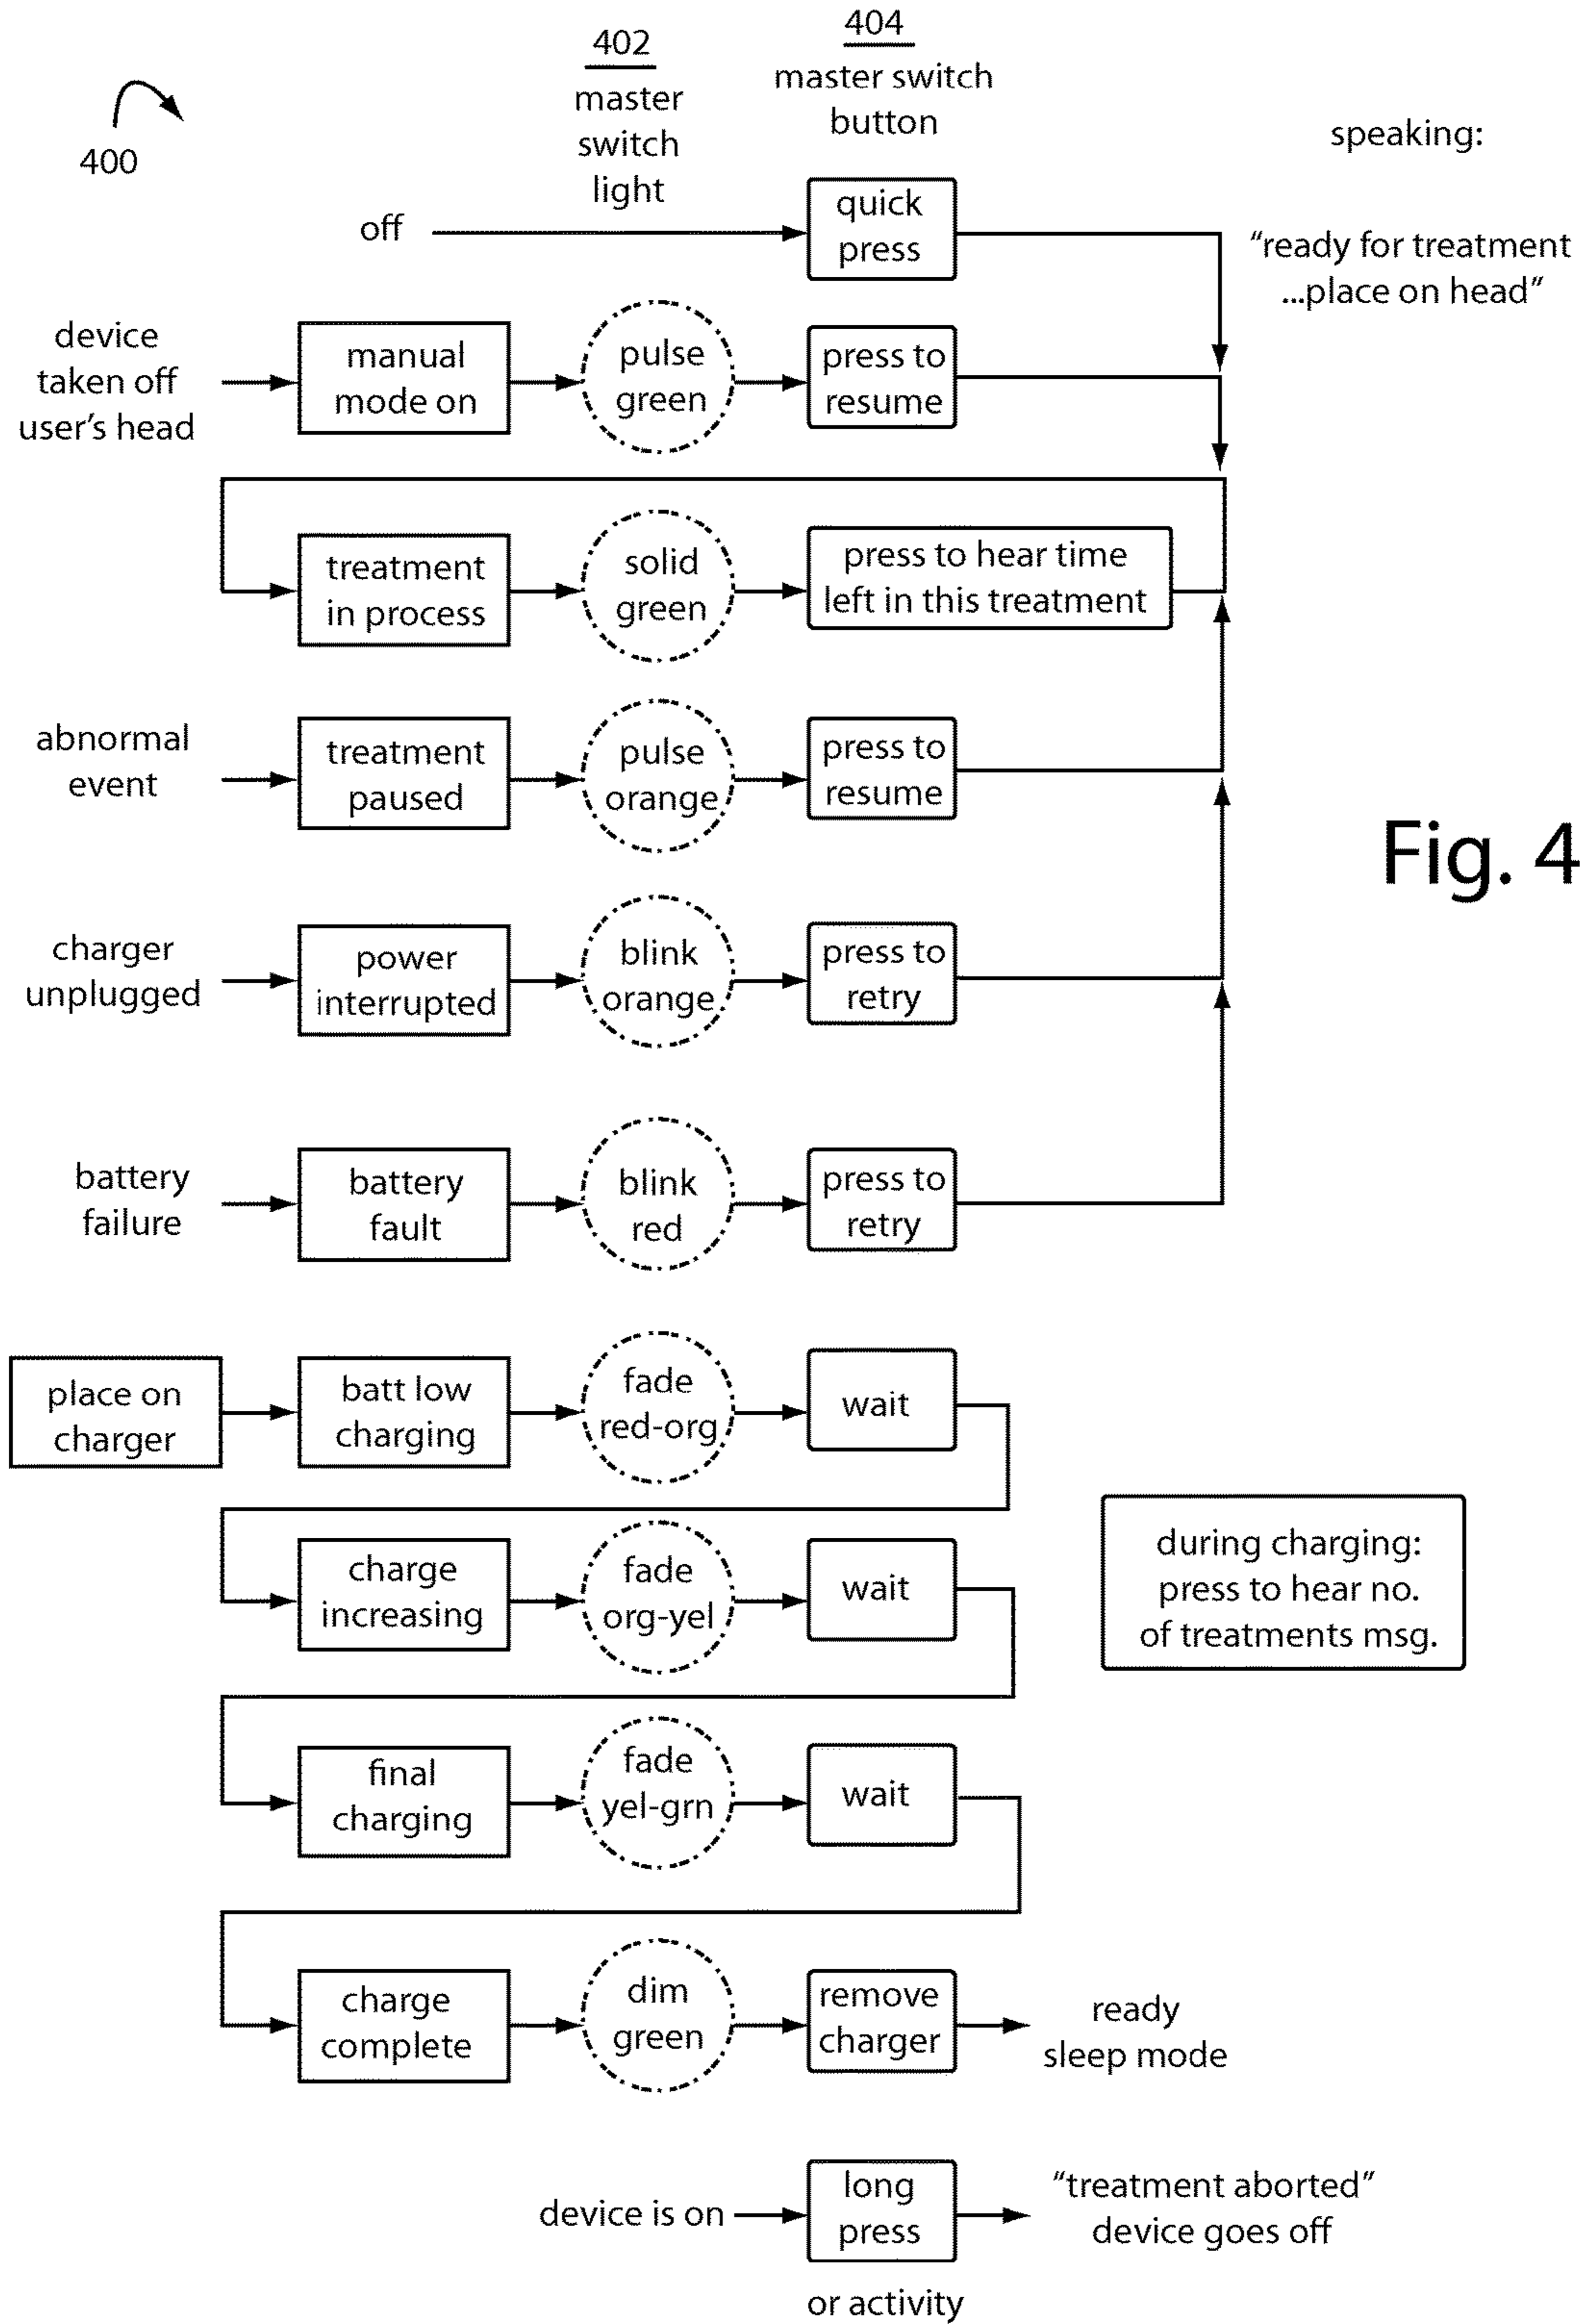 400
402
master
switch
light
404
master switch
button
speaking:
off
quick
press
“ready for treatment
...place on head”
device
taken off
user’s head
manual
mode on
pulse
green
press to
resume
treatment
in process
solid
green
press to hear time
left in this treatment
abnormal
event
treatment
paused
pulse
orange
press to
resume
Fig. 4
charger
unplugged
power
interrupted
blink
orange
press to
retry
battery
failure
battery
fault
blink
red
press to
retry
place on
charger
batt low
charging
fade
red-org
wait
charge
increasing
fade
org-yel
wait
during charging:
press to hear no.
of treatments msg.
final
charging
fade
yel-grn
wait
charge
complete
dim
green
remove
charger
ready
sleep mode
device is on
long
press
“treatment aborted”
device goes off
or activity